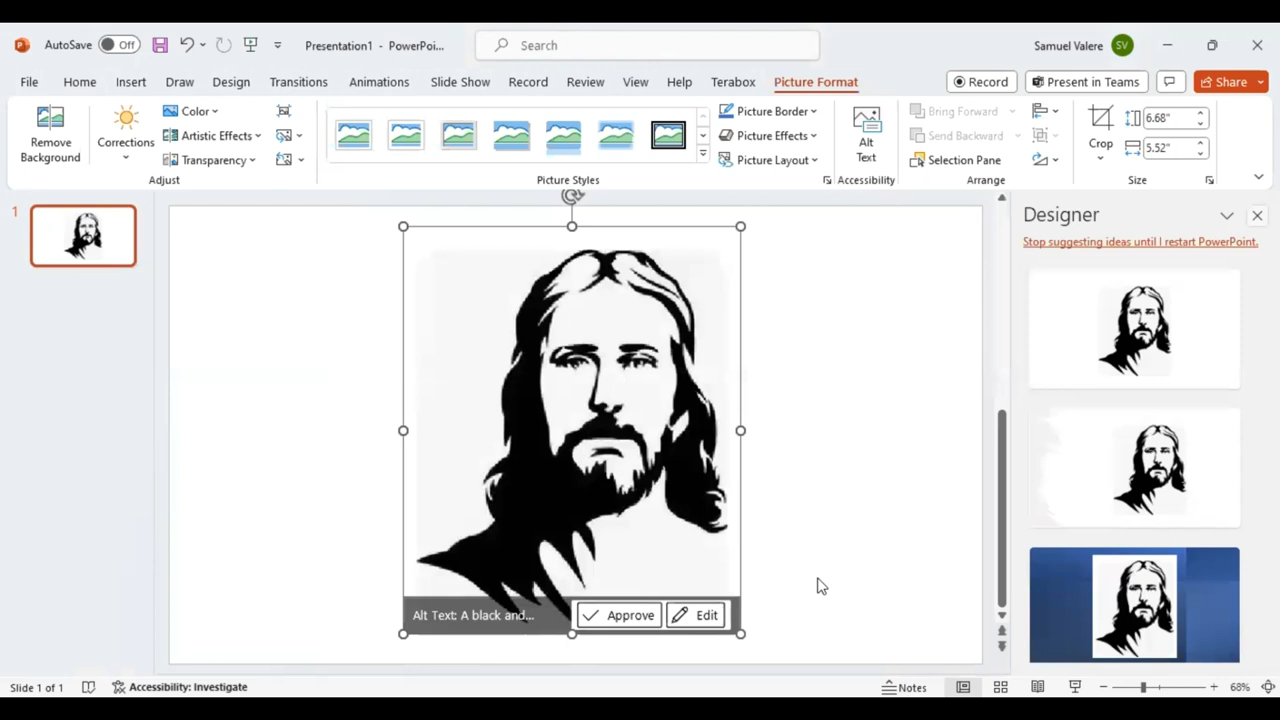 AutoSave Off Presentation1 - PowerPoi... Search Samuel Valere SV
File Home Insert Draw Design Transitions Animations Slide Show Record Review View Help Terabox Picture Format Record Present in Teams Share
Remove Background
Corrections
Color
Artistic Effects
Transparency
Adjust
Picture Border
Picture Effects
Picture Layout
Picture Styles
Alt Text
Accessibility
Bring Forward
Send Backward
Selection Pane
Arrange
Crop
6.68"
5.52"
Size
1
Alt Text: A black and... Approve Edit
Designer
Stop suggesting ideas until I restart PowerPoint.
Slide 1 of 1 Accessibility: Investigate Notes 68%